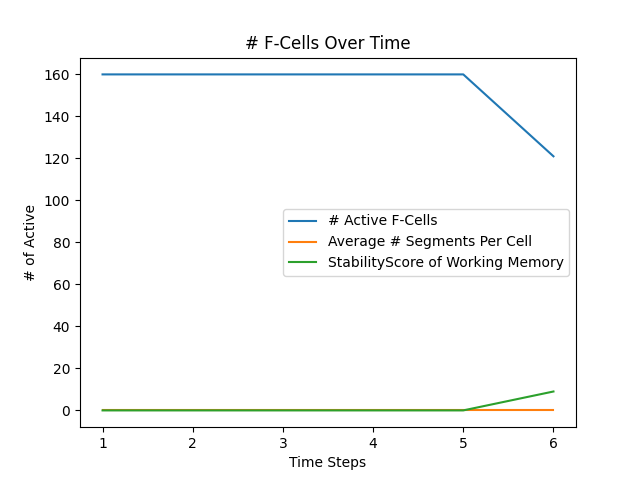 # F-Cells Over Time
160
140
120
100
80
60
40
20
0
# of Active
# Active F-Cells
Average # Segments Per Cell
StabilityScore of Working Memory
1 2 3 4 5 6
Time Steps